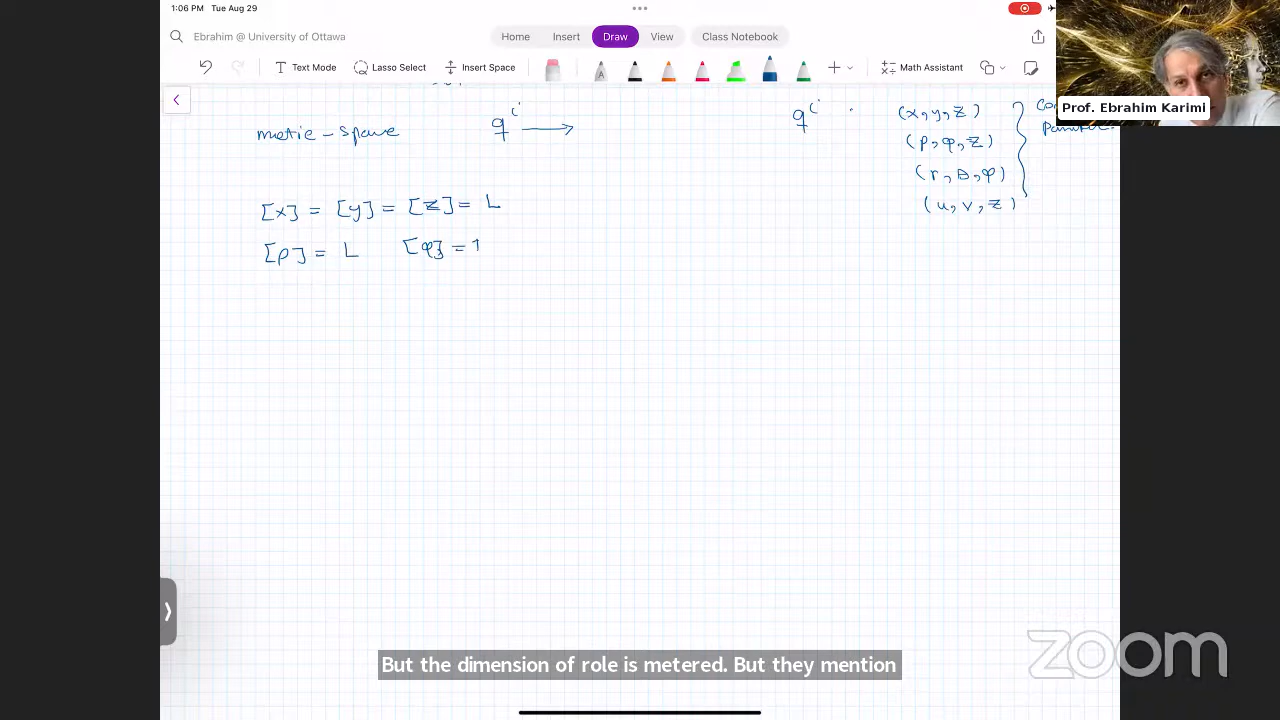 1:06 PM Tue Aug 29
Ebrahim @ University of Ottawa
Home Insert Draw View Class Notebook
Text Mode Lasso Select Insert Space Math Assistant
Prof. Ebrahim Karimi
metic-space q^i → q^i : (x, y, z)
(ρ, φ, z)
(r, θ, φ)
(u, v, z)
[x] = [y] = [z] = L
[ρ] = L [φ] = 1
But the dimension of role is metered. But they mention
zoom